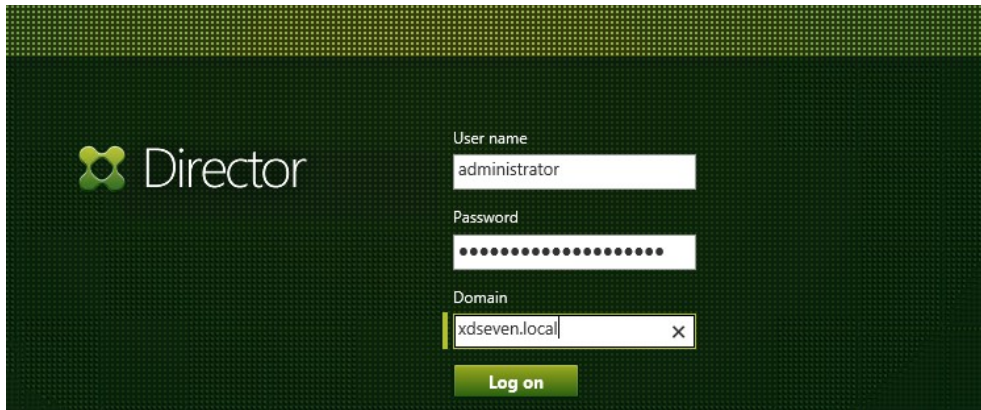 Director
User name
administrator
Password
••••••••••••••••••••
Domain
xdseven.local
Log on